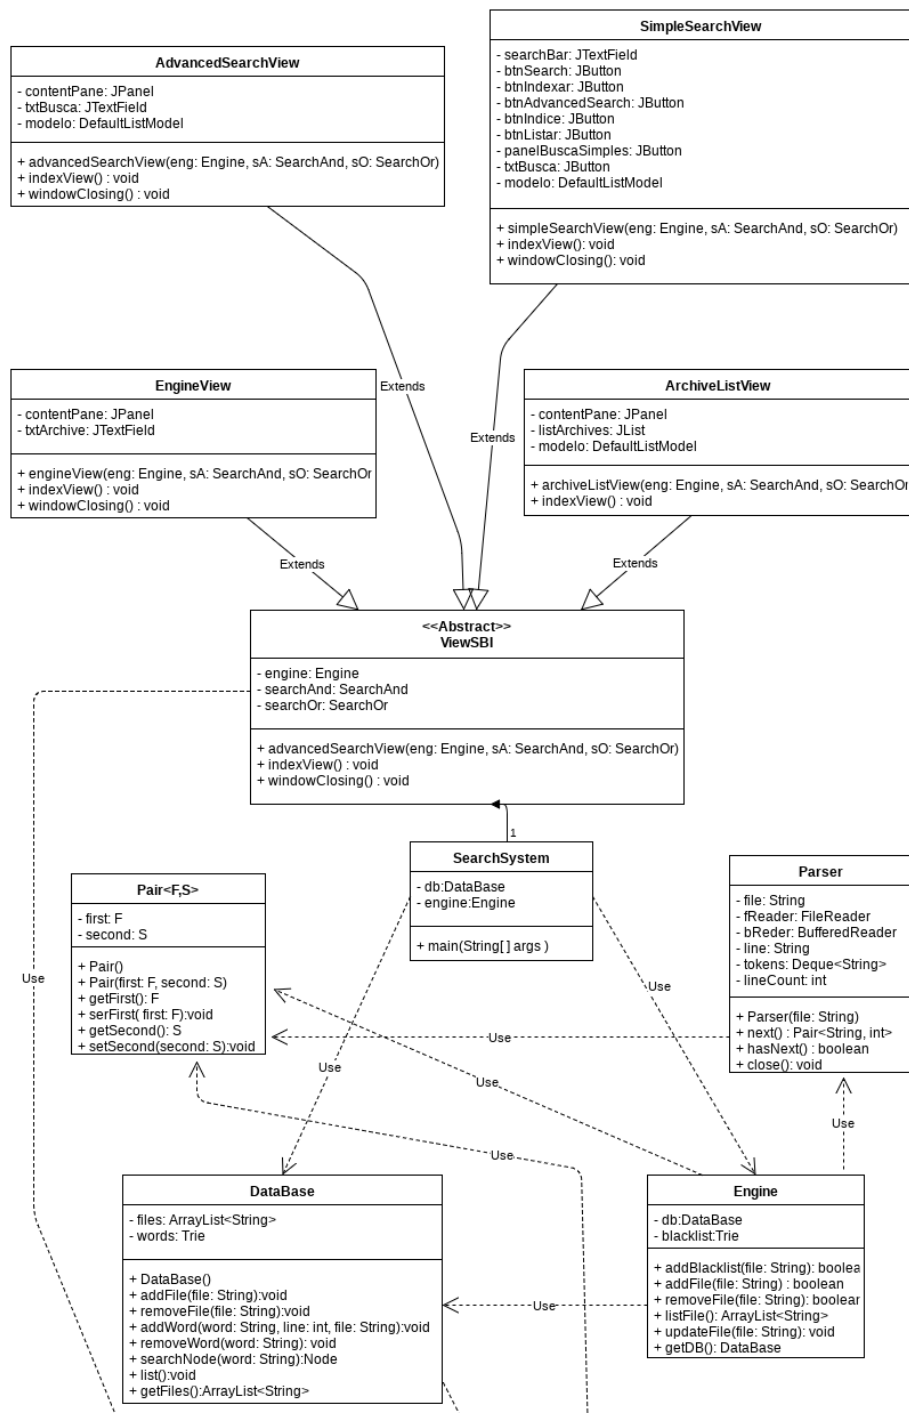 AdvancedSearchView
- contentPane: JPanel
- txtBusca: JTextField
- modelo: DefaultListModel
+ advancedSearchView(eng: Engine, sA: SearchAnd, sO: SearchOr)
+ indexView() : void
+ windowClosing() : void
SimpleSearchView
- searchBar: JTextField
- btnSearch: JButton
- btnIndexar: JButton
- btnAdvancedSearch: JButton
- btnIndice: JButton
- btnListar: JButton
- panelBuscaSimples: JButton
- txtBusca: JButton
- modelo: DefaultListModel
+ simpleSearchView(eng: Engine, sA: SearchAnd, sO: SearchOr)
+ indexView(): void
+ windowClosing(): void
EngineView
- contentPane: JPanel
- txtArchive: JTextField
+ engineView(eng: Engine, sA: SearchAnd, sO: SearchOr
+ indexView() : void
+ windowClosing() : void
Extends
Extends
ArchiveListView
- contentPane: JPanel
- listArchives: JList
- modelo: DefaultListModel
+ archiveListView(eng: Engine, sA: SearchAnd, sO: SearchOr
+ indexView() : void
Extends
Extends
<<Abstract>>
ViewSBI
- engine: Engine
- searchAnd: SearchAnd
- searchOr: SearchOr
+ advancedSearchView(eng: Engine, sA: SearchAnd, sO: SearchOr)
+ indexView() : void
+ windowClosing() : void
1
SearchSystem
- db:DataBase
- engine:Engine
+ main(String[ ] args )
Pair<F,S>
- first: F
- second: S
+ Pair()
+ Pair(first: F, second: S)
+ getFirst(): F
+ serFirst( first: F):void
+ getSecond(): S
+ setSecond(second: S):void
Parser
- file: String
- fReader: FileReader
- bReder: BufferedReader
- line: String
- tokens: Deque<String>
- lineCount: int
+ Parser(file: String)
+ next() : Pair<String, int>
+ hasNext() : boolean
+ close(): void
Use
Use
Use
Use
Use
Use
Use
DataBase
- files: ArrayList<String>
- words: Trie
+ DataBase()
+ addFile(file: String):void
+ removeFile(file: String):void
+ addWord(word: String, line: int, file: String):void
+ removeWord(word: String): void
+ searchNode(word: String):Node
+ list():void
+ getFiles():ArrayList<String>
Use
Engine
- db:DataBase
- blacklist:Trie
+ addBlacklist(file: String): boolea
+ addFile(file: String) : boolean
+ removeFile(file: String): boolear
+ listFile(): ArrayList<String>
+ updateFile(file: String): void
+ getDB(): DataBase